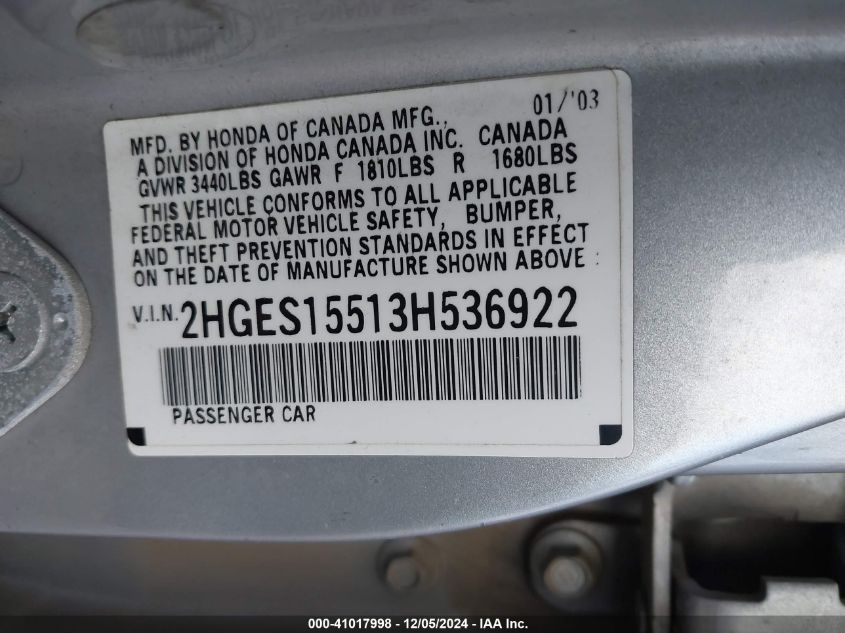 01/'03
MFD. BY HONDA OF CANADA MFG.,
A DIVISION OF HONDA CANADA INC. CANADA
GVWR 3440LBS GAWR F 1810LBS R 1680LBS
THIS VEHICLE CONFORMS TO ALL APPLICABLE
FEDERAL MOTOR VEHICLE SAFETY, BUMPER,
AND THEFT PREVENTION STANDARDS IN EFFECT
ON THE DATE OF MANUFACTURE SHOWN ABOVE :
V.I.N. 2HGES15513H536922
PASSENGER CAR
000-41017998 - 12/05/2024 - IAA Inc.